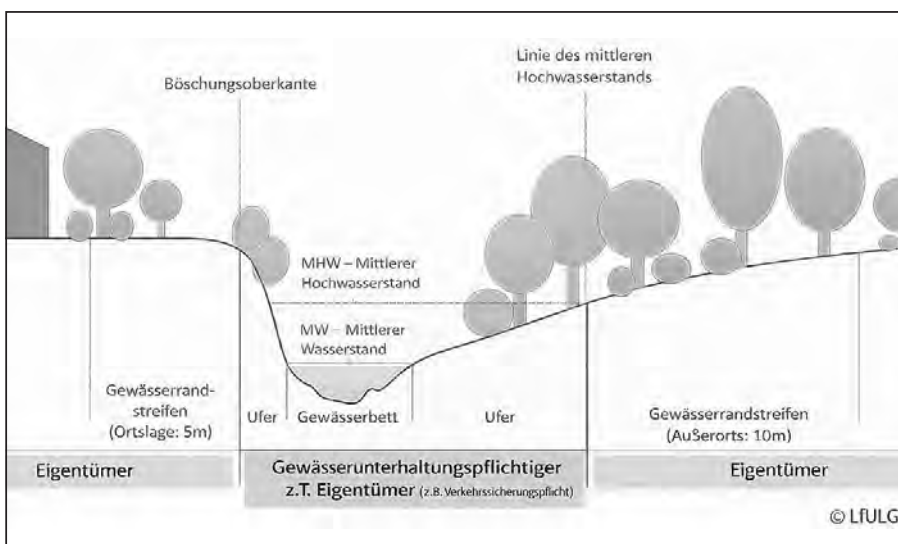 Linie des mittleren
Hochwasserstands
Böschungsoberkante
MHW – Mittlerer
Hochwasserstand
MW – Mittlerer
Wasserstand
Gewässerrand-
streifen
(Ortslage: 5m)
Ufer
Gewässerbett
Ufer
Gewässerrandstreifen
(Außerorts: 10m)
Eigentümer
Gewässerunterhaltungspflichtiger
z.T. Eigentümer (z.B. Verkehrssicherungspflicht)
Eigentümer
© LfULG